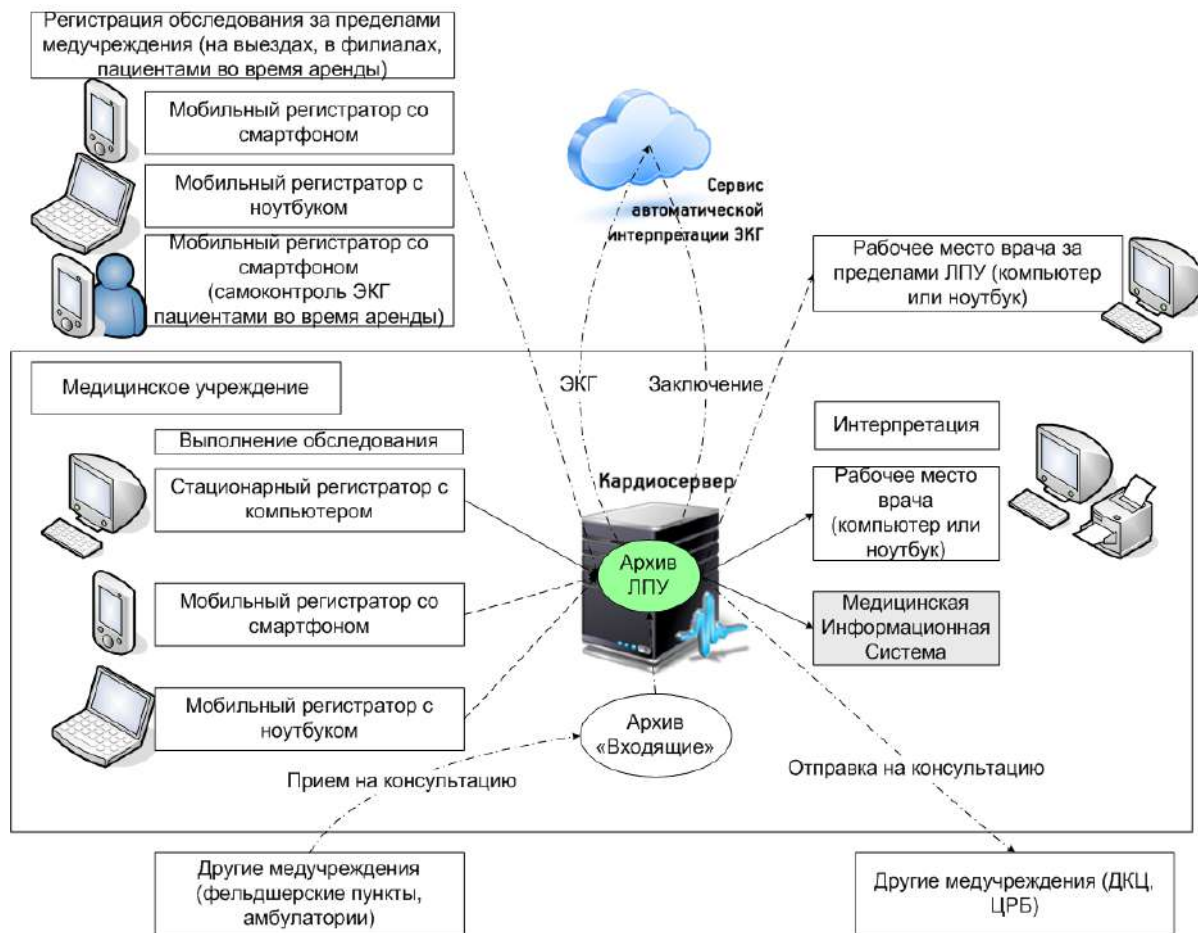 Регистрация обследования за пределами
медучреждения (на выездах, в филиалах,
пациентами во время аренды)
Мобильный регистратор со
смартфоном
Мобильный регистратор с
ноутбуком
Мобильный регистратор со
смартфоном
(самоконтроль ЭКГ
пациентами во время аренды)
Сервис
автоматической
интерпретации ЭКГ
Рабочее место врача за
пределами ЛПУ (компьютер
или ноутбук)
Медицинское учреждение
ЭКГ
Заключение
Выполнение обследования
Стационарный регистратор с
компьютером
Мобильный регистратор со
смартфоном
Мобильный регистратор с
ноутбуком
Кардиосервер
Архив
ЛПУ
Архив
«Входящие»
Интерпретация
Рабочее место
врача
(компьютер или
ноутбук)
Медицинская
Информационная
Система
Прием на консультацию
Отправка на консультацию
Другие медучреждения
(фельдшерские пункты,
амбулатории)
Другие медучреждения (ДКЦ,
ЦРБ)